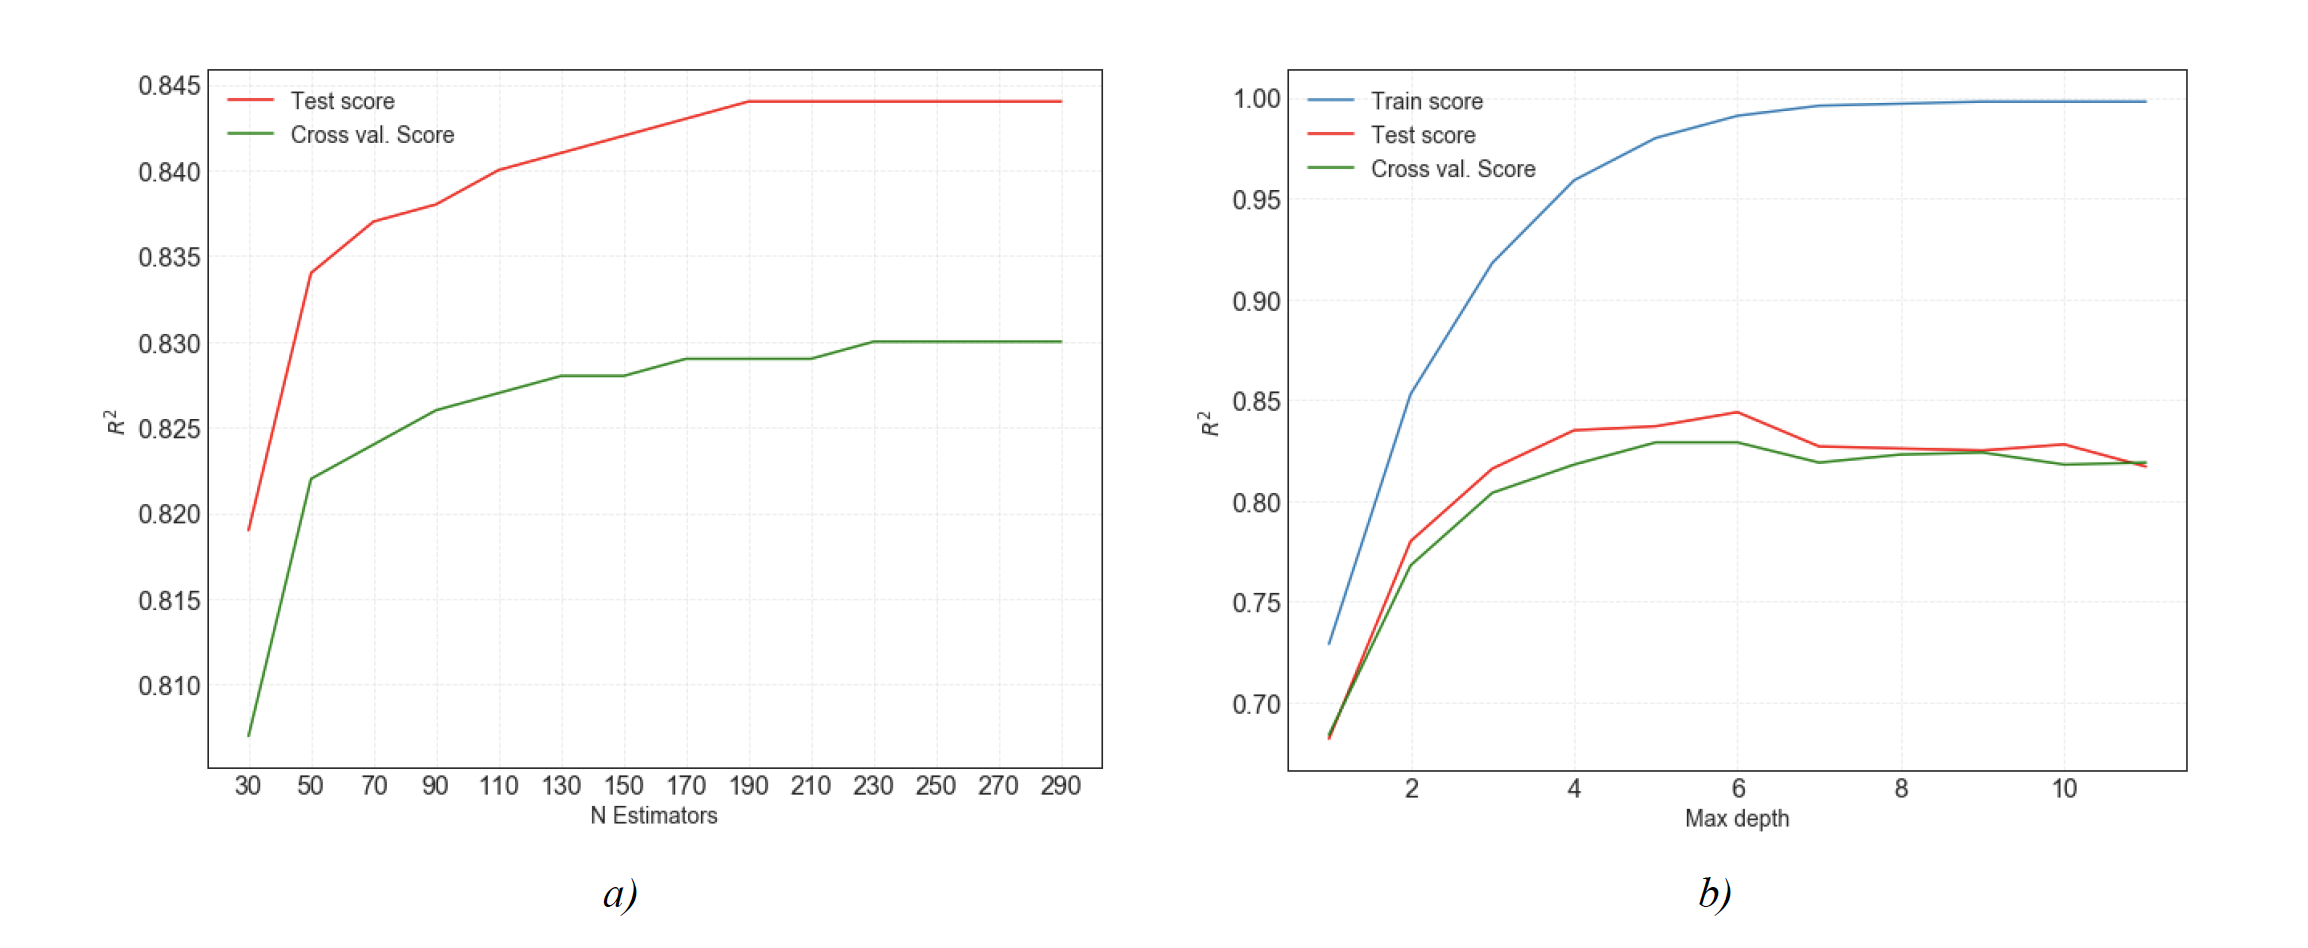 Test score
Cross val. Score
0.845
0.840
0.835
0.830
0.825
0.820
0.815
0.810
R²
30 50 70 90 110 130 150 170 190 210 230 250 270 290
N Estimators
a)
Train score
Test score
Cross val. Score
1.00
0.95
0.90
0.85
0.80
0.75
0.70
R²
2 4 6 8 10
Max depth
b)